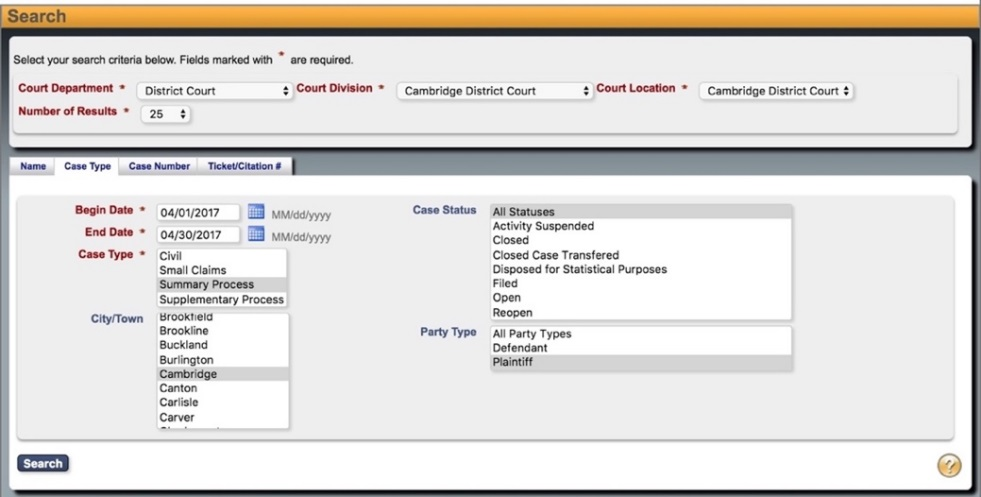 Search
Select your search criteria below. Fields marked with * are required.
Court Department * District Court Court Division * Cambridge District Court Court Location * Cambridge District Court
Number of Results * 25
Name Case Type Case Number Ticket/Citation #
Begin Date * 04/01/2017 MM/dd/yyyy
End Date * 04/30/2017 MM/dd/yyyy
Case Type *
Civil
Small Claims
Summary Process
Supplementary Process
City/Town
Brookfield
Brookline
Buckland
Burlington
Cambridge
Canton
Carlisle
Carver
Case Status
All Statuses
Activity Suspended
Closed
Closed Case Transfered
Disposed for Statistical Purposes
Filed
Open
Reopen
Party Type
All Party Types
Defendant
Plaintiff
Search
?